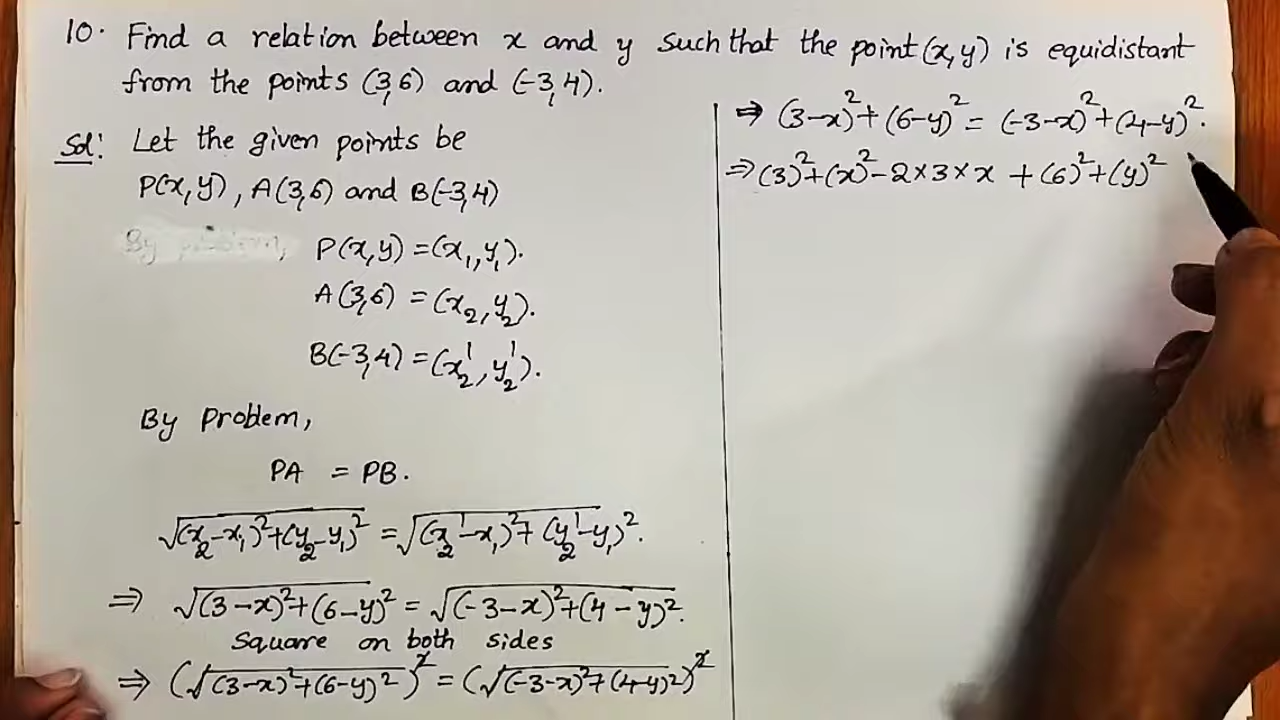 10. Find a relation between x and y such that the point (x,y) is equidistant
from the points (3,6) and (-3,4).
Sol: Let the given points be
P(x,y), A(3,6) and B(-3,4)
By problem,
P(x,y) = (x₁,y₁).
A(3,6) = (x₂,y₂).
B(-3,4) = (x₂',y₂').
By Problem,
PA = PB.
√(x₂-x₁)²+(y₂-y₁)² = √(x₂'-x₁)²+(y₂'-y₁)².
⇒ √(3-x)²+(6-y)² = √(-3-x)²+(4-y)².
Square on both sides
⇒ (√(3-x)²+(6-y)²)² = (√(-3-x)²+(4-y)²)²
⇒ (3-x)²+(6-y)² = (-3-x)²+(4-y)².
⇒ (3)²+(x)²-2×3×x +(6)²+(y)²